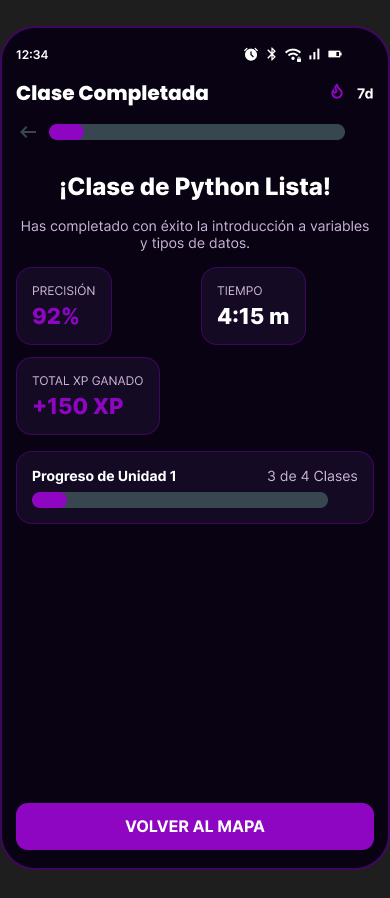 12:34
Clase Completada
7d
¡Clase de Python Lista!
Has completado con éxito la introducción a variables
y tipos de datos.
PRECISIÓN
92%
TIEMPO
4:15 m
TOTAL XP GANADO
+150 XP
Progreso de Unidad 1
3 de 4 Clases
VOLVER AL MAPA